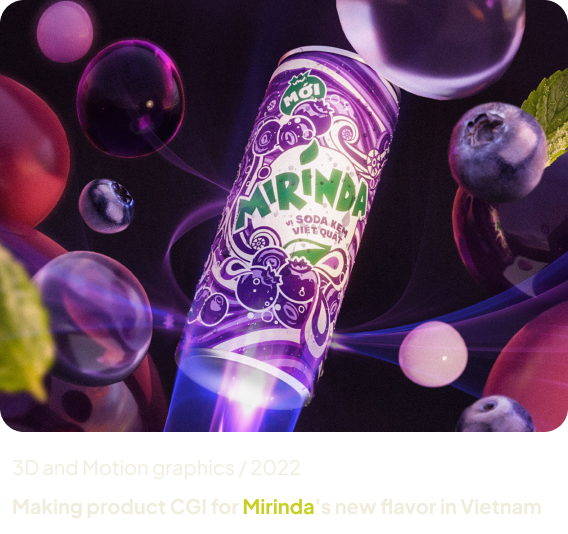 MỚI
MIRINDA
VỊ SODA KEM
VIỆT QUẤT
3D and Motion graphics / 2022
Making product CGI for Mirinda's new flavor in Vietnam